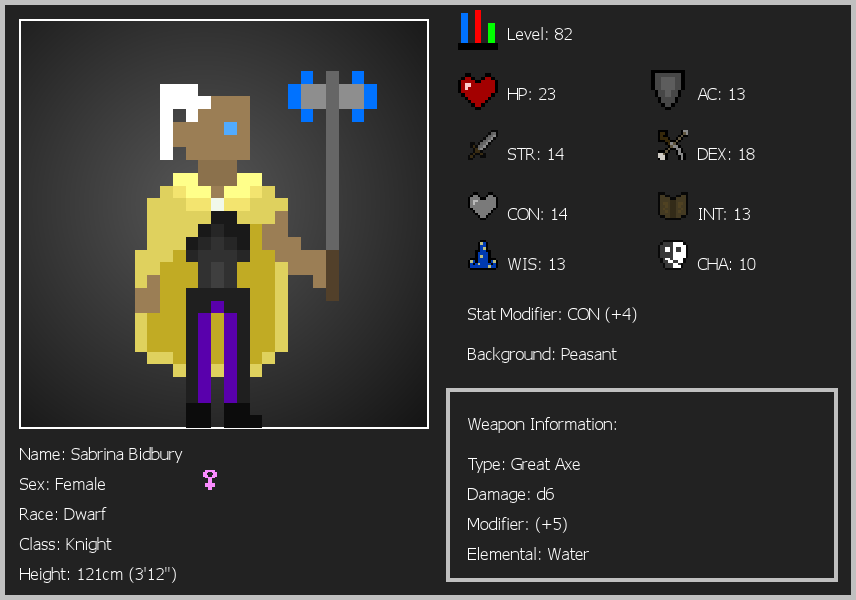 Level: 82
HP: 23
AC: 13
STR: 14
DEX: 18
CON: 14
INT: 13
WIS: 13
CHA: 10
Stat Modifier: CON (+4)
Background: Peasant
Weapon Information:
Type: Great Axe
Damage: d6
Modifier: (+5)
Elemental: Water
Name: Sabrina Bidbury
Sex: Female
Race: Dwarf
Class: Knight
Height: 121cm (3'12")